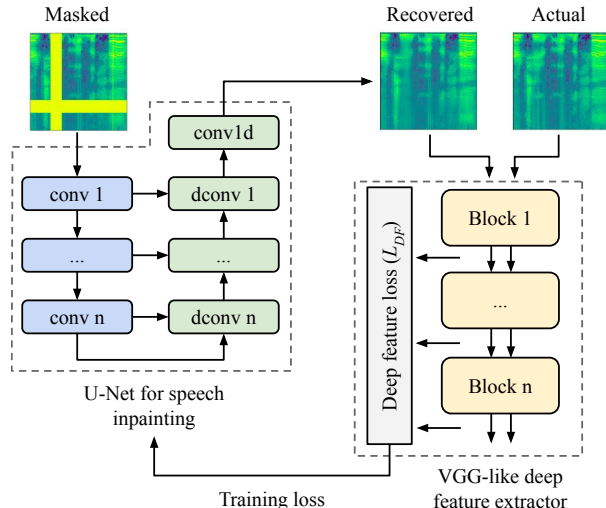 Masked
Recovered
Actual
conv1d
conv 1
dconv 1
...
...
conv n
dconv n
U-Net for speech
inpainting
Deep feature loss (L_DF)
Block 1
...
Block n
VGG-like deep
feature extractor
Training loss